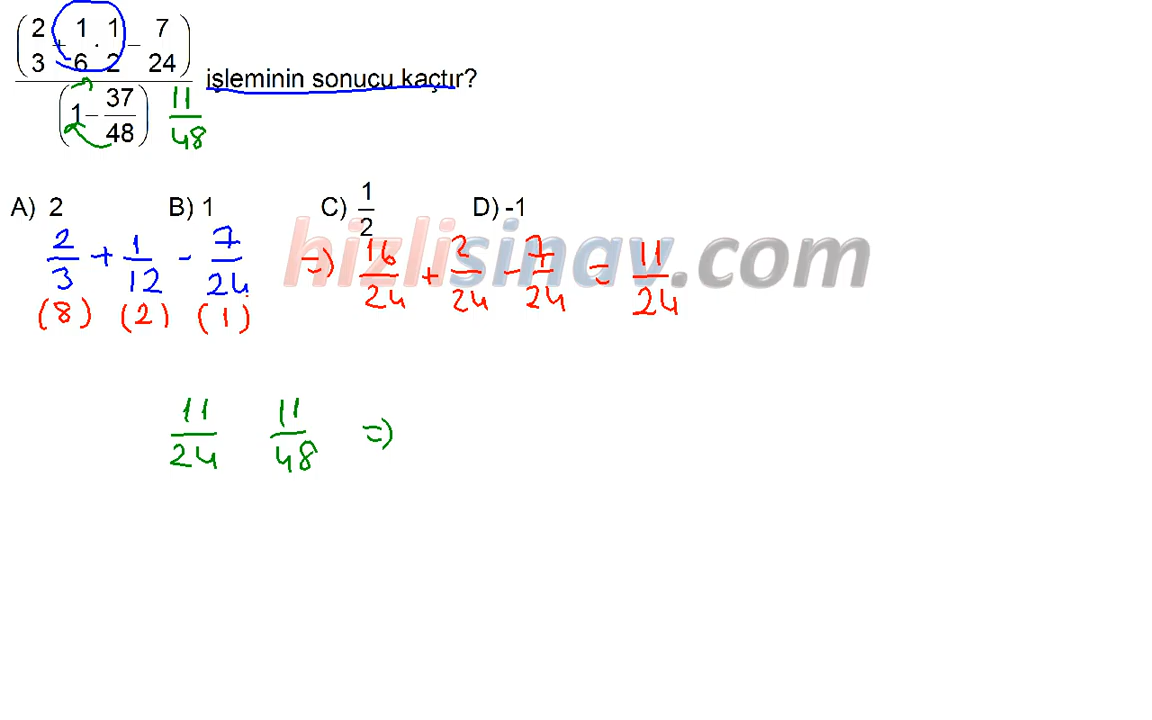 (2/3 + 1/6 · 1/2 − 7/24)
(1 − 37/48) 11/48
işleminin sonucu kaçtır?
A) 2 B) 1 C) 1/2 D) -1
hizlisinav.com
2/3 + 1/12 − 7/24 =) 16/24 + 2/24 − 7/24 = 11/24
(8) (2) (1)
11/24 11/48 =)